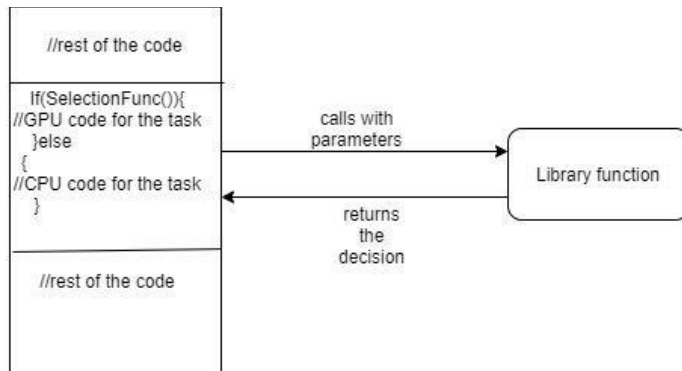 //rest of the code
If(SelectionFunc()){
//GPU code for the task
}else
{
//CPU code for the task
}
//rest of the code
calls with
parameters
Library function
returns
the
decision